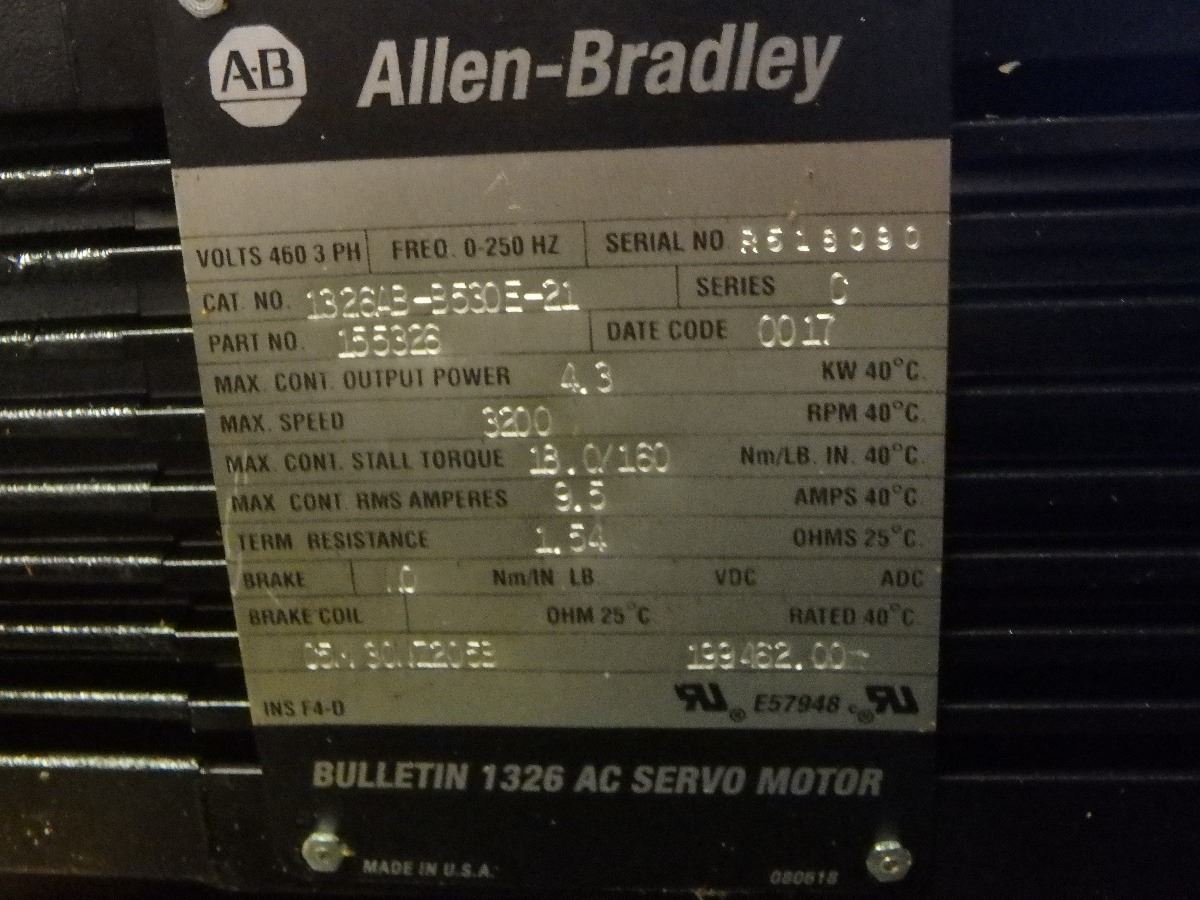 A·B Allen-Bradley
VOLTS 460 3 PH FREQ. 0-250 HZ SERIAL NO. A518090
CAT. NO. 1326AB-B530E-21 SERIES C
PART NO. 155326 DATE CODE 0017
MAX. CONT. OUTPUT POWER 4.3 KW 40°C.
MAX. SPEED 3200 RPM 40°C.
MAX. CONT. STALL TORQUE 18.0/160 Nm/LB. IN. 40°C.
MAX. CONT. RMS AMPERES 9.5 AMPS 40°C.
TERM. RESISTANCE 1.54 OHMS 25°C.
BRAKE .0 Nm/IN. LB. VDC ADC
BRAKE COIL OHM 25°C RATED 40°C.
199462.00
INS F4-D ® E57948 c ®
BULLETIN 1326 AC SERVO MOTOR
MADE IN U.S.A. 080618